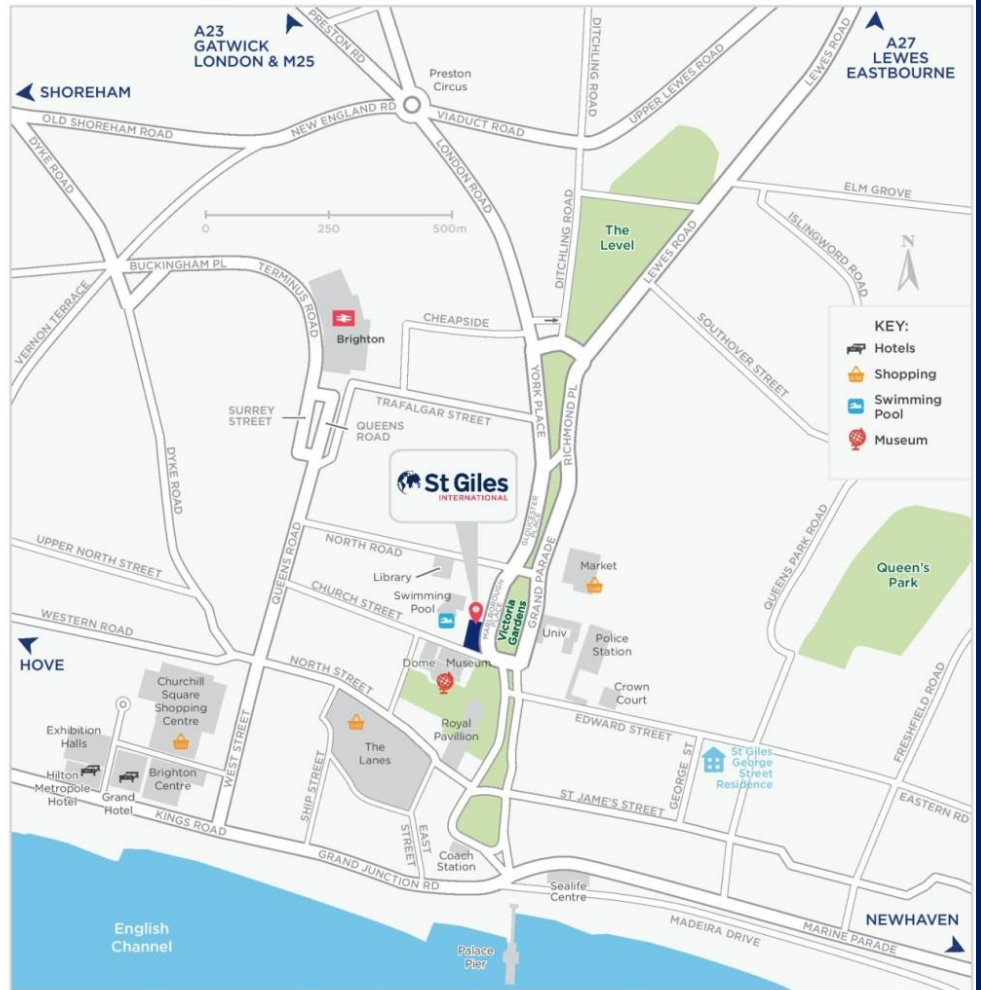 A23
GATWICK
LONDON & M25
PRESTON RD
DITCHLING ROAD
LEWES ROAD
A27
LEWES
EASTBOURNE
SHOREHAM
Preston
Circus
UPPER LEWES ROAD
OLD SHOREHAM ROAD
NEW ENGLAND RD
VIADUCT ROAD
DYKE ROAD
LONDON ROAD
ELM GROVE
ISLINGWORD ROAD
0 250 500m
DITCHLING ROAD
The
Level
LEWES ROAD
N
BUCKINGHAM PL
TERMINUS ROAD
VERNON TERRACE
Brighton
CHEAPSIDE
SOUTHOVER STREET
KEY:
Hotels
Shopping
Swimming
Pool
Museum
YORK PLACE
RICHMOND PL
TRAFALGAR STREET
SURREY
STREET
QUEENS
ROAD
DYKE ROAD
St Giles
INTERNATIONAL
GLOUCESTER
PLACE
GRAND PARADE
QUEENS ROAD
NORTH ROAD
UPPER NORTH STREET
Library
CHURCH STREET
Swimming
Pool
MARLBOROUGH
PLACE
Victoria
Gardens
Market
QUEENS PARK ROAD
Queen's
Park
WESTERN ROAD
HOVE
Univ
Police
Station
Dome
Museum
NORTH STREET
Crown
Court
Churchill
Square
Shopping
Centre
Royal
Pavillion
EDWARD STREET
FRESHFIELD ROAD
WEST STREET
The
Lanes
Exhibition
Halls
Hilton
Metropole
Hotel
Grand
Hotel
Brighton
Centre
SHIP STREET
GEORGE ST
St Giles
George
Street
Residence
ST JAME'S STREET
EASTERN RD
KINGS ROAD
EAST
STREET
Coach
Station
GRAND JUNCTION RD
Sealife
Centre
MADEIRA DRIVE
MARINE PARADE
NEWHAVEN
English
Channel
Palace
Pier